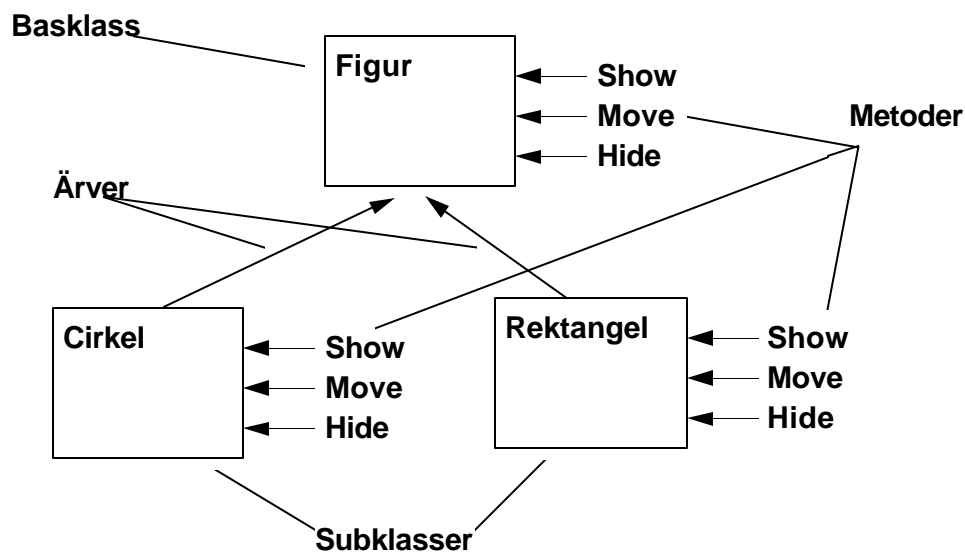 Basklass
Figur
Show
Move
Hide
Metoder
Ärver
Cirkel
Show
Move
Hide
Rektangel
Show
Move
Hide
Subklasser